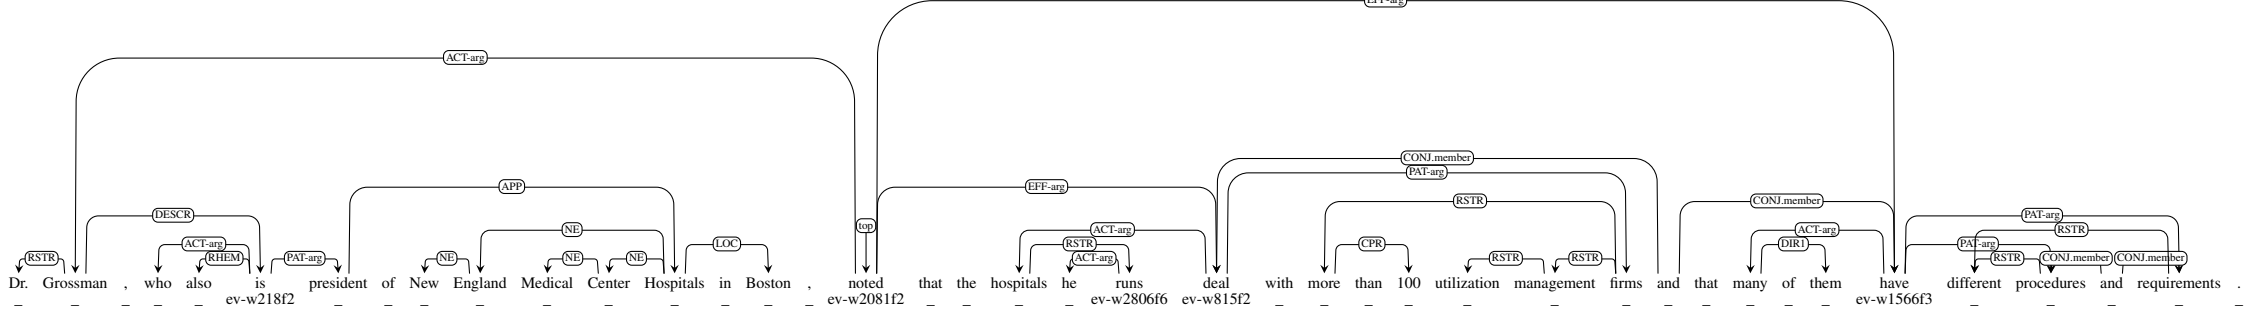 EFF-arg
ACT-arg
CONJ.member
PAT-arg
APP EFF-arg
RSTR CONJ.member
DESCR PAT-arg
top
NE ACT-arg ACT-arg RSTR
ACT-arg LOC RSTR CPR DIR1 PAT-arg
RSTR RHEM PAT-arg NE NE NE ACT-arg RSTR RSTR RSTR CONJ.member CONJ.member
Dr. Grossman , who also is president of New England Medical Center Hospitals in Boston , noted that the hospitals he runs deal with more than 100 utilization management firms and that many of them have different procedures and requirements .
_ _ _ _ _ ev-w218f2 _ _ _ _ _ _ _ _ _ _ ev-w2081f2 _ _ _ _ ev-w2806f6 ev-w815f2 _ _ _ _ _ _ _ _ _ _ _ _ ev-w1566f3 _ _ _ _ _